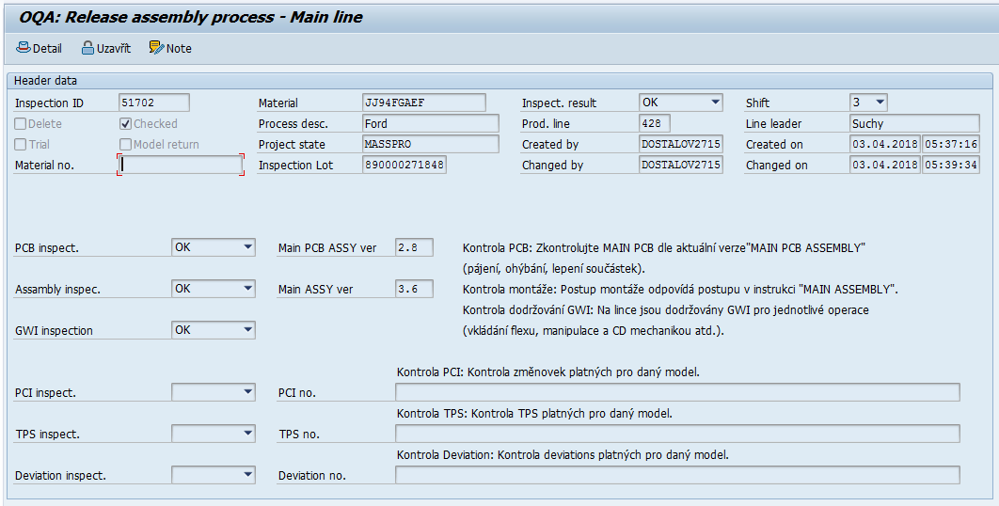 OQA: Release assembly process - Main line
Detail Uzavřít Note
Header data
Inspection ID 51702 Material JJ94FGAEF Inspect. result OK Shift 3
Delete Checked Process desc. Ford Prod. line 428 Line leader Suchy
Trial Model return Project state MASSPRO Created by DOSTALOV2715 Created on 03.04.2018 05:37:16
Material no. Inspection Lot 890000271848 Changed by DOSTALOV2715 Changed on 03.04.2018 05:39:34
PCB inspect. OK Main PCB ASSY ver 2.8 Kontrola PCB: Zkontrolujte MAIN PCB dle aktuální verze"MAIN PCB ASSEMBLY"
(pájení, ohýbání, lepení součástek).
Assambly inspec. OK Main ASSY ver 3.6 Kontrola montáže: Postup montáže odpovídá postupu v instrukci "MAIN ASSEMBLY".
Kontrola dodržování GWI: Na lince jsou dodržovány GWI pro jednotlivé operace
GWI inspection OK (vkládání flexu, manipulace a CD mechanikou atd.).
Kontrola PCI: Kontrola změnovek platných pro daný model.
PCI inspect. PCI no.
Kontrola TPS: Kontrola TPS platných pro daný model.
TPS inspect. TPS no.
Kontrola Deviation: Kontrola deviations platných pro daný model.
Deviation inspect. Deviation no.